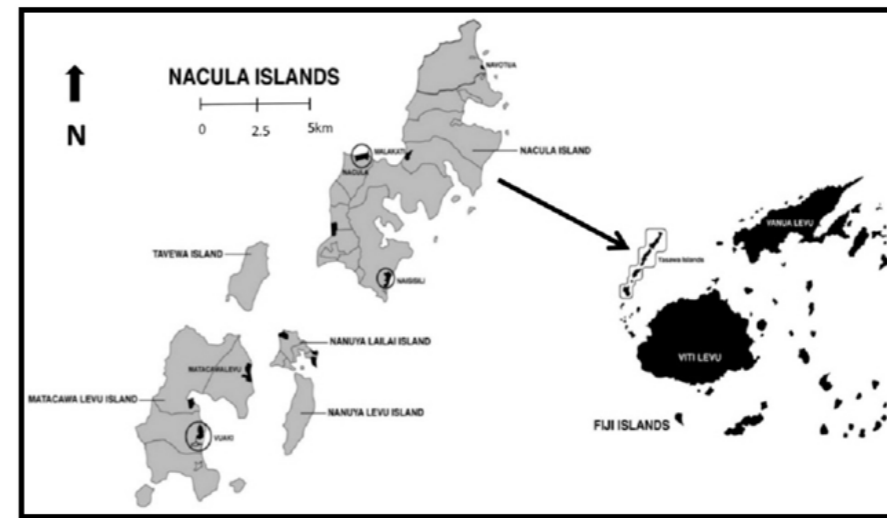 NACULA ISLANDS
0 2.5 5km
N
NAYOTUA
MALAKATI
NACULA
NACULA ISLAND
TAVEWA ISLAND
NAISISILI
NANUYA LAILAI ISLAND
MATACAWALEVU
MATACAWA LEVU ISLAND
NANUYA LEVU ISLAND
VUAKI
VANUA LEVU
Yasawa Islands
VITI LEVU
FIJI ISLANDS